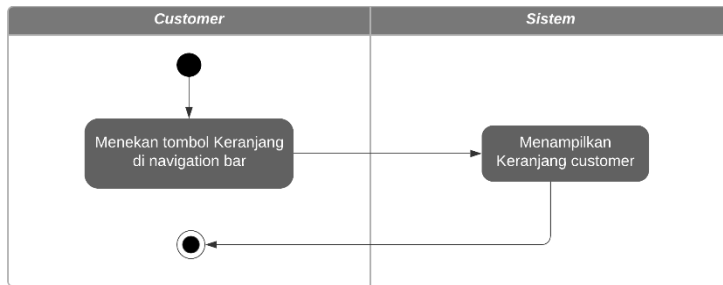 Customer
Sistem
Menekan tombol Keranjang
di navigation bar
Menampilkan
Keranjang customer